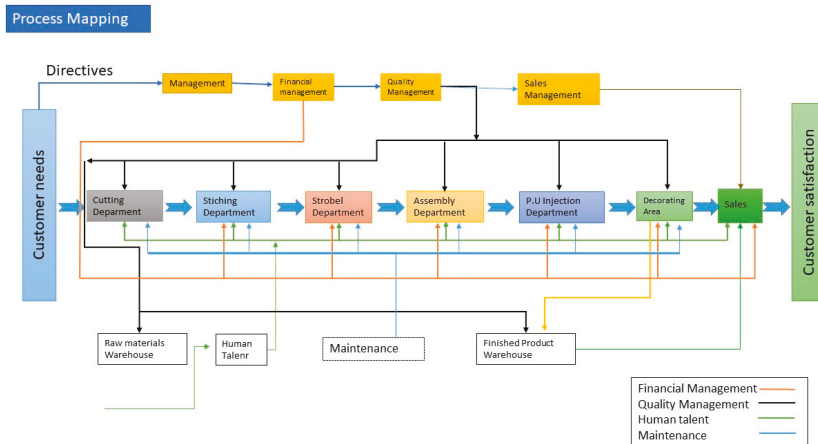 Process Mapping
Directives
Management
Financial
management
Quality
Management
Sales
Management
Customer needs
Cutting
Deparment
Stiching
Department
Strobel
Department
Assembly
Department
P.U Injection
Department
Decorating
Area
Sales
Customer satisfaction
Raw materials
Warehouse
Human
Talenr
Maintenance
Finished Product
Warehouse
Financial Management
Quality Management
Human talent
Maintenance